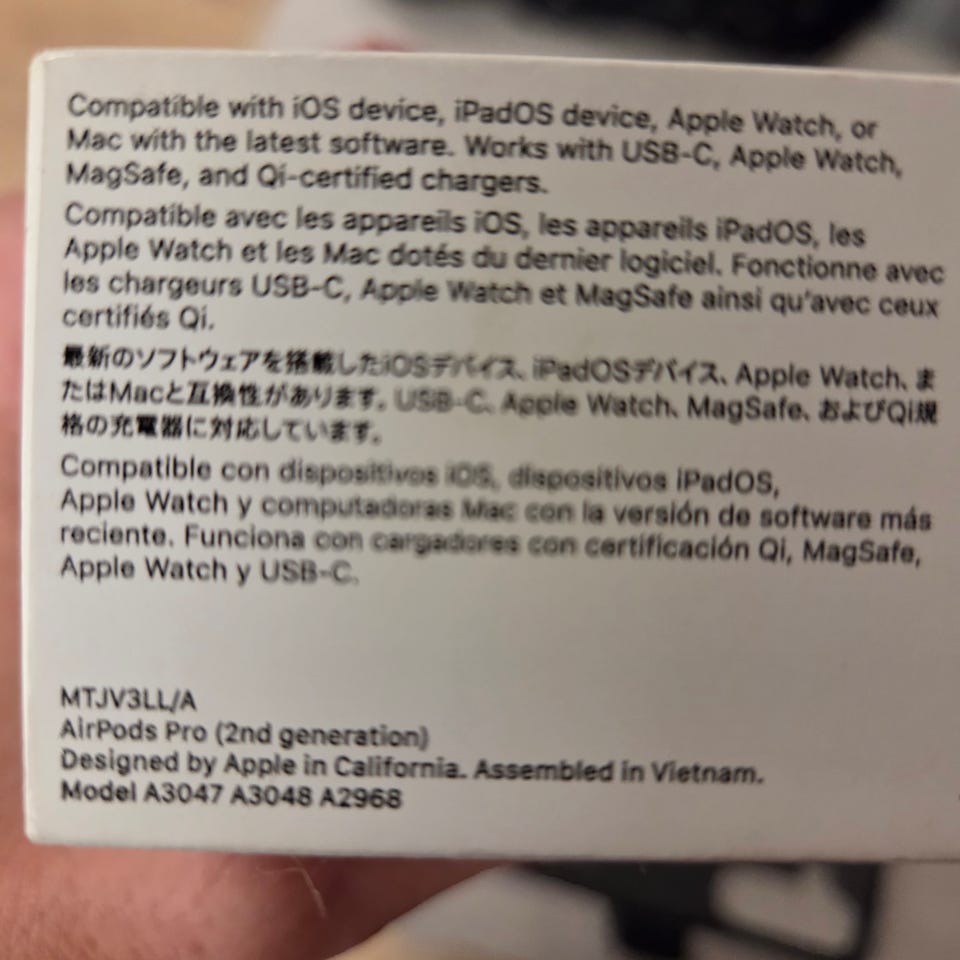 Compatible with iOS device, iPadOS device, Apple Watch, or
Mac with the latest software. Works with USB-C, Apple Watch,
MagSafe, and Qi-certified chargers.
Compatible avec les appareils iOS, les appareils iPadOS, les
Apple Watch et les Mac dotés du dernier logiciel. Fonctionne avec
les chargeurs USB-C, Apple Watch et MagSafe ainsi qu'avec ceux
certifiés Qi.
最新のソフトウェアを搭載したiOSデバイス、iPadOSデバイス、Apple Watch、ま
たはMacと互換性があります。USB-C、Apple Watch、MagSafe、およびQi規
格の充電器に対応しています。
Compatible con dispositivos iOS, dispositivos iPadOS,
Apple Watch y computadoras Mac con la versión de software más
reciente. Funciona con cargadores con certificación Qi, MagSafe,
Apple Watch y USB-C.
MTJV3LL/A
AirPods Pro (2nd generation)
Designed by Apple in California. Assembled in Vietnam.
Model A3047 A3048 A2968